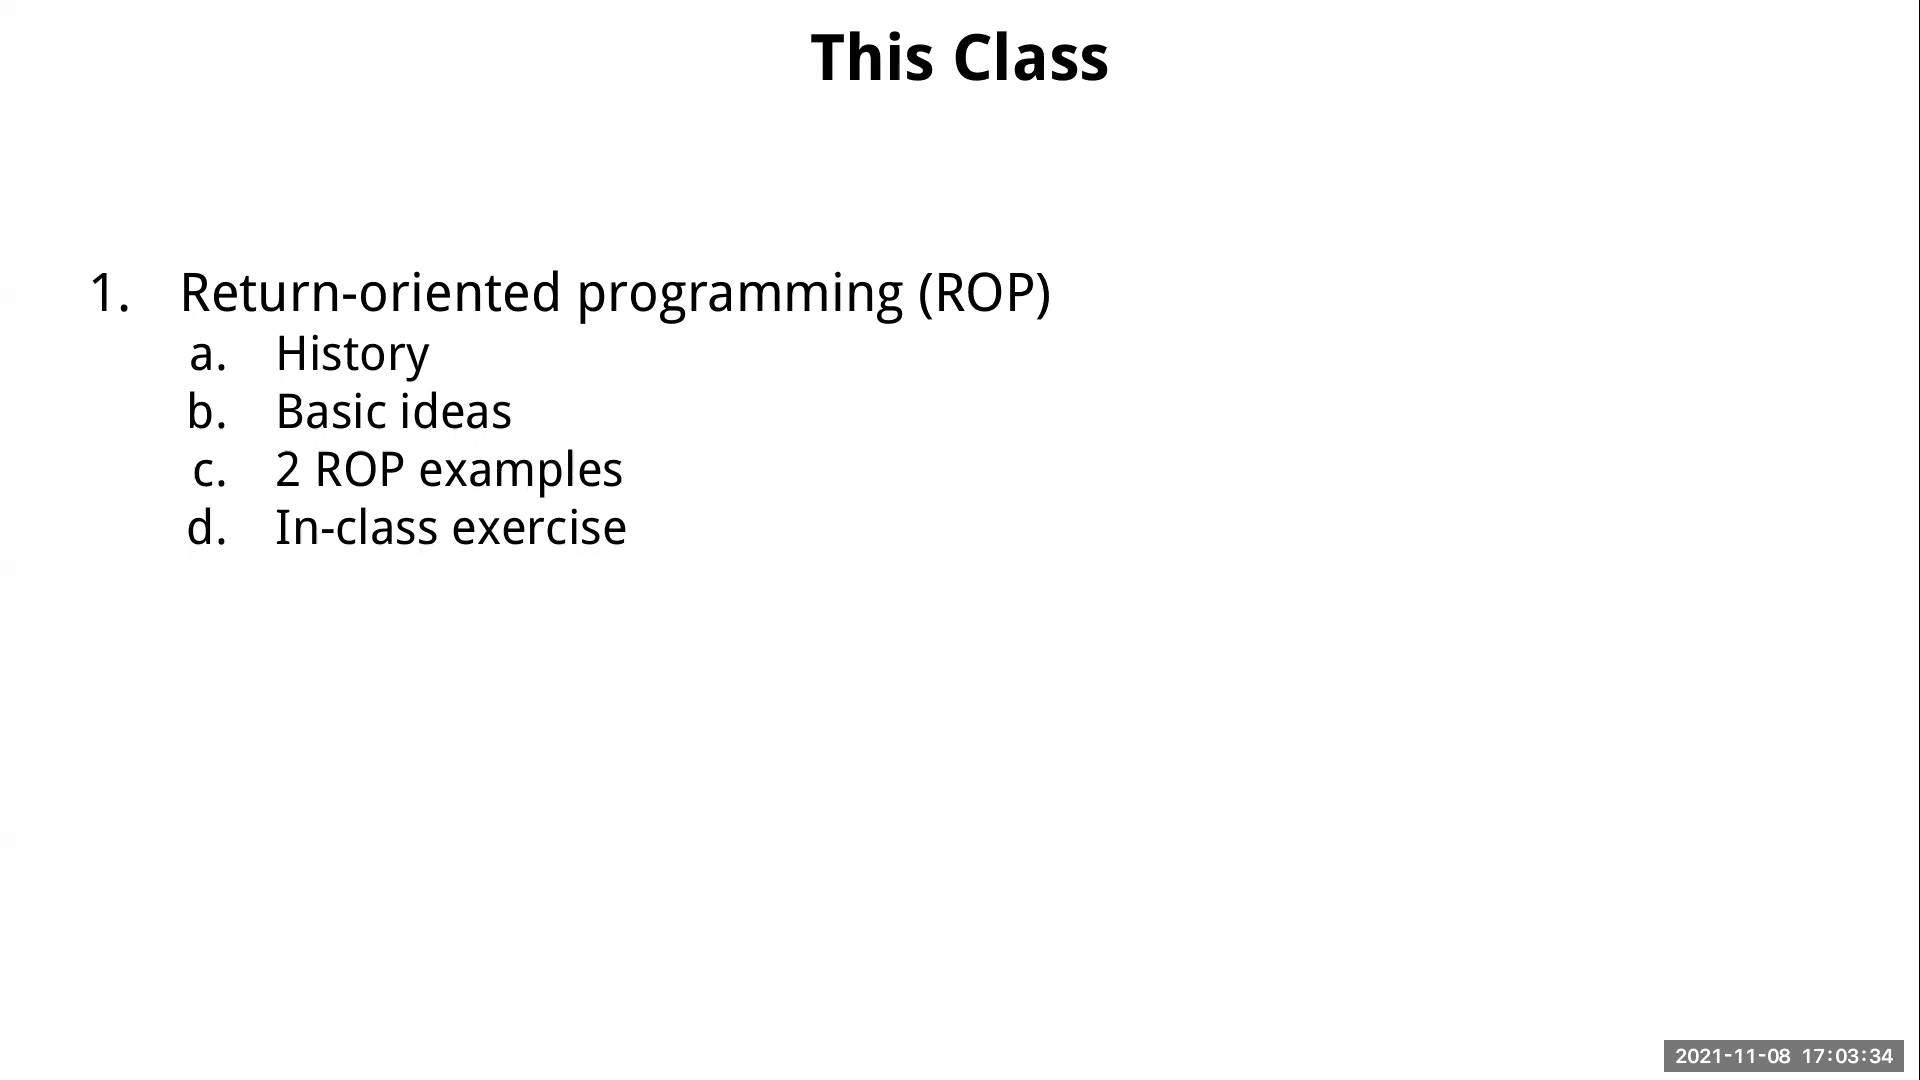 This Class
1. Return-oriented programming (ROP)
a. History
b. Basic ideas
c. 2 ROP examples
d. In-class exercise
2021-11-08 17:03:34